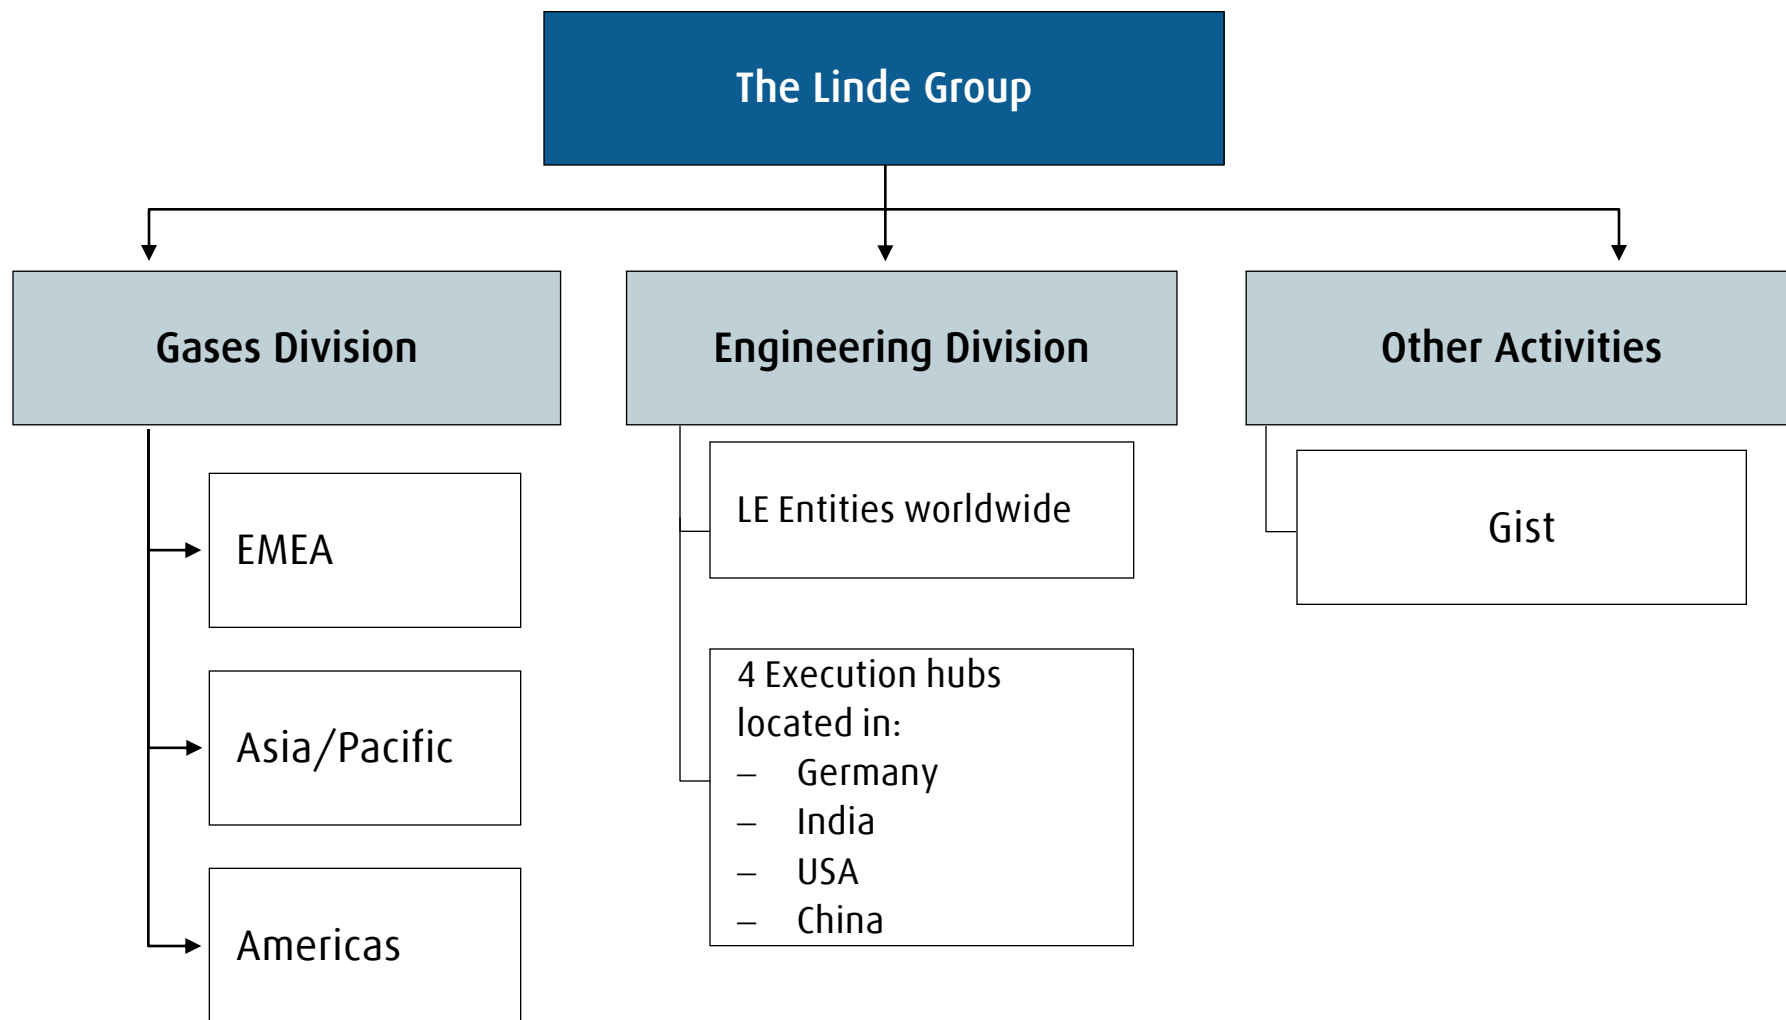 The Linde Group
Gases Division
Engineering Division
Other Activities
EMEA
Asia/Pacific
Americas
LE Entities worldwide
4 Execution hubs
located in:
– Germany
– India
– USA
– China
Gist